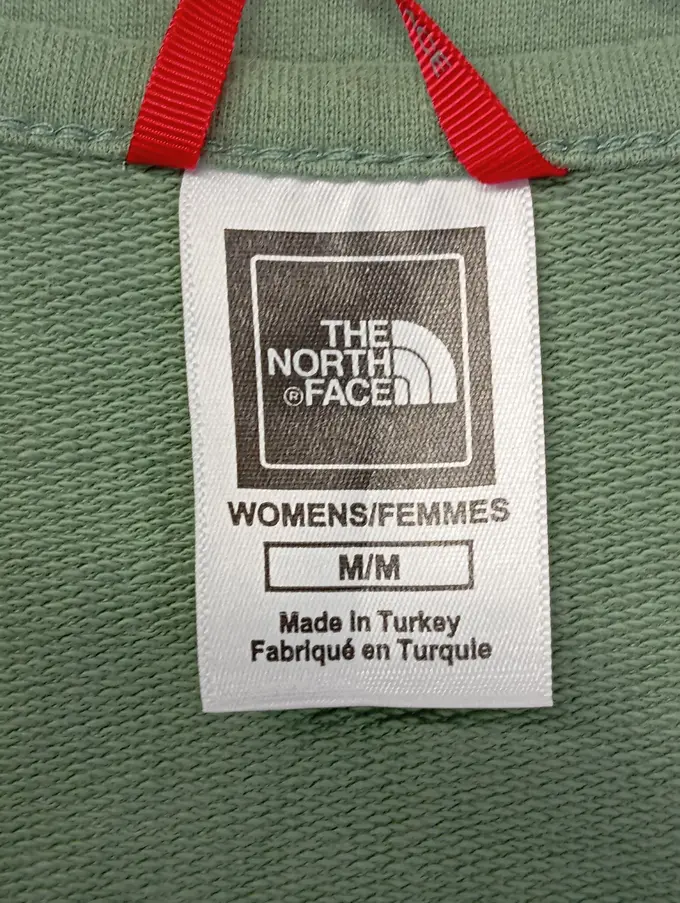 THE
NORTH
®FACE
WOMENS/FEMMES
M/M
Made in Turkey
Fabriqué en Turquie